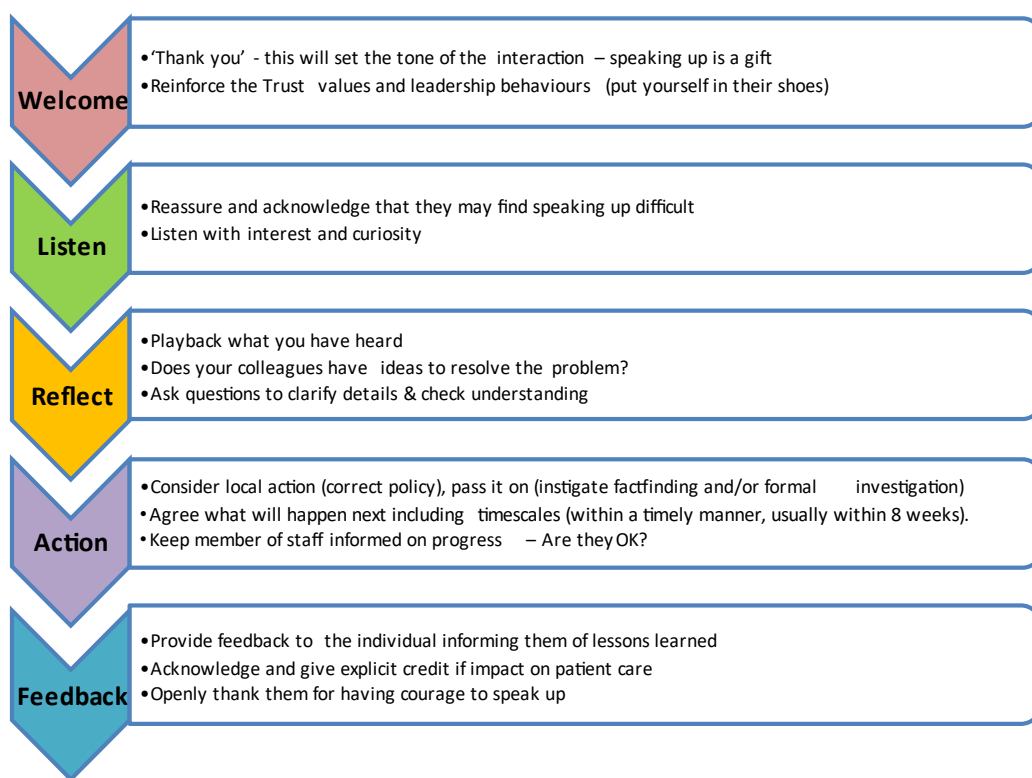 Welcome
•‘Thank you’ - this will set the tone of the interaction – speaking up is a gift
•Reinforce the Trust values and leadership behaviours (put yourself in their shoes)
Listen
•Reassure and acknowledge that they may find speaking up difficult
•Listen with interest and curiosity
Reflect
•Playback what you have heard
•Does your colleagues have ideas to resolve the problem?
•Ask questions to clarify details & check understanding
Action
•Consider local action (correct policy), pass it on (instigate factfinding and/or formal investigation)
•Agree what will happen next including timescales (within a timely manner, usually within 8 weeks).
•Keep member of staff informed on progress – Are they OK?
Feedback
•Provide feedback to the individual informing them of lessons learned
•Acknowledge and give explicit credit if impact on patient care
•Openly thank them for having courage to speak up